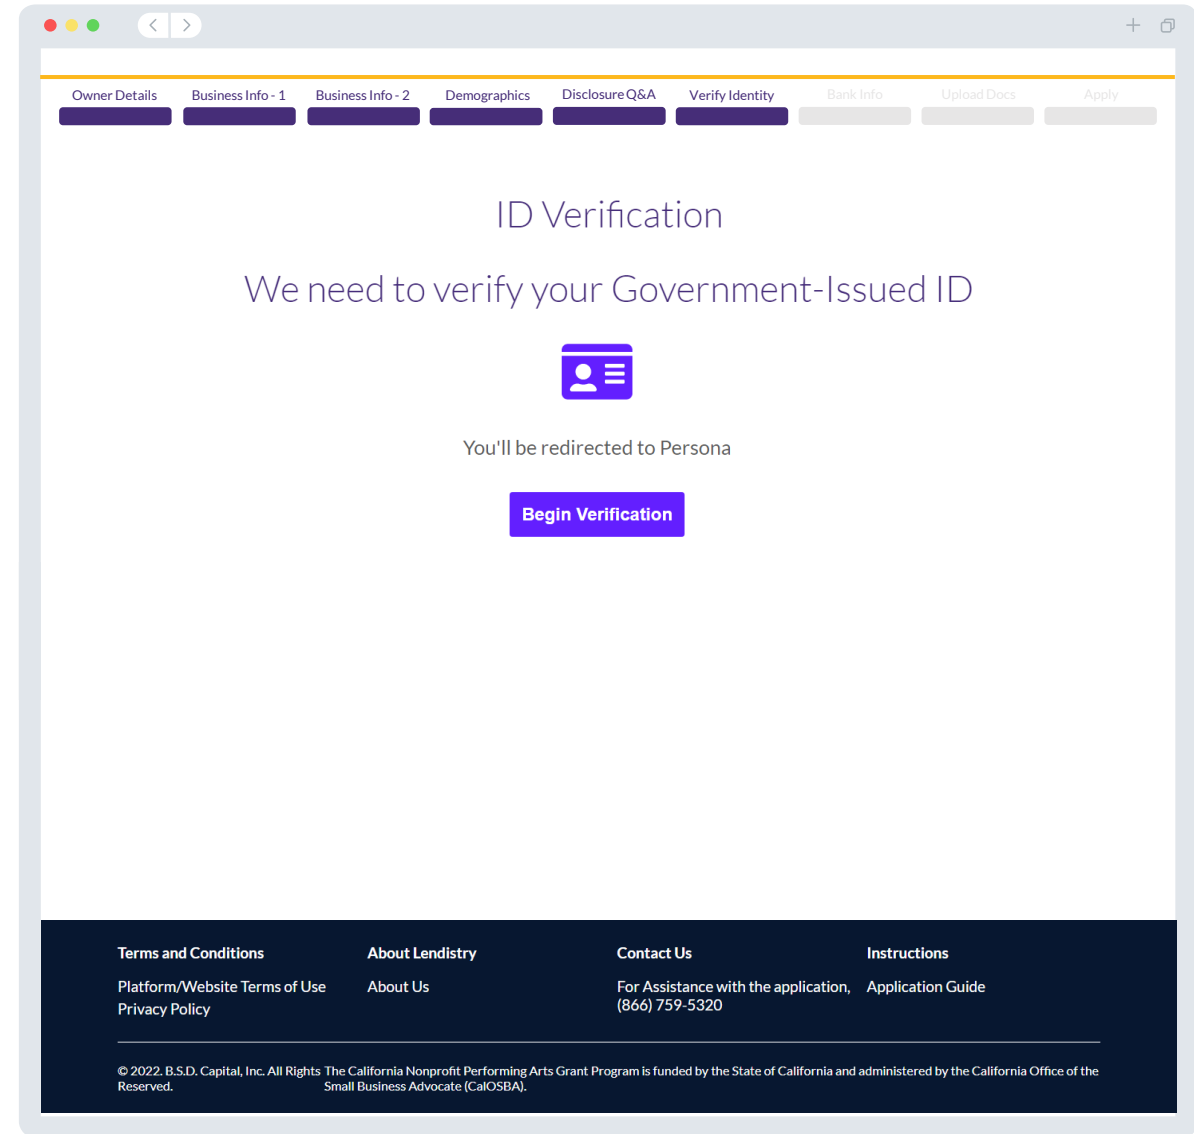 Owner Details Business Info - 1 Business Info - 2 Demographics Disclosure Q&A Verify Identity Bank Info Upload Docs Apply
ID Verification
We need to verify your Government-Issued ID
You'll be redirected to Persona
Begin Verification
Terms and Conditions
Platform/Website Terms of Use
Privacy Policy
About Lendistry
About Us
Contact Us
For Assistance with the application,
(866) 759-5320
Instructions
Application Guide
© 2022. B.S.D. Capital, Inc. All Rights
Reserved.
The California Nonprofit Performing Arts Grant Program is funded by the State of California and administered by the California Office of the
Small Business Advocate (CalOSBA).